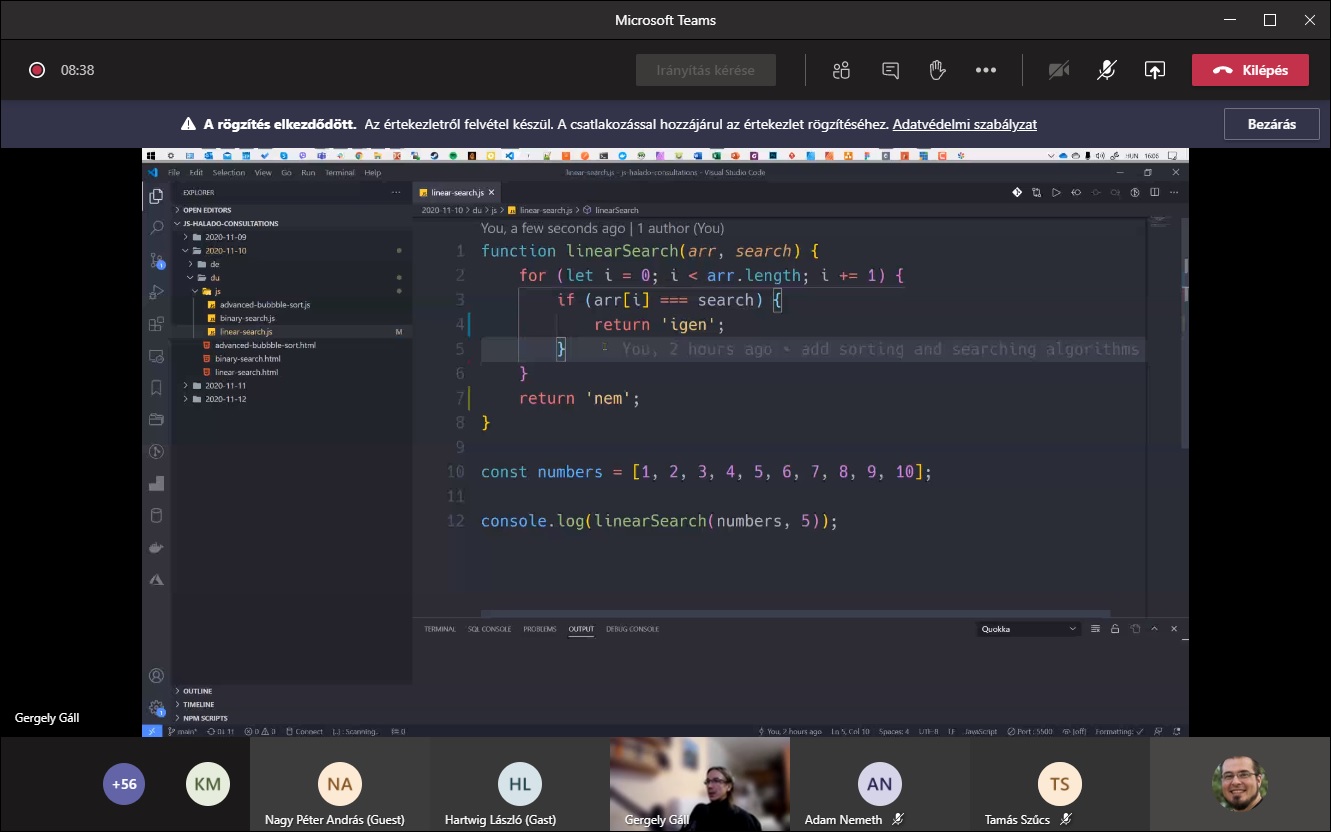 Microsoft Teams
08:38
Irányítás kérése
Kilépés
A rögzítés elkezdődött. Az értekezletről felvétel készül. A csatlakozással hozzájárul az értekezlet rögzítéséhez. Adatvédelmi szabályzat
Bezárás
HUN 16:08
File Edit Selection View Go Run Terminal Help
linear-search.js - js-halado-consultations - Visual Studio Code
EXPLORER
OPEN EDITORS
JS-HALADO-CONSULTATIONS
2020-11-09
2020-11-10
de
du
js
advanced-bubbble-sort.js
binary-search.js
linear-search.js M
advanced-bubbble-sort.html
binary-search.html
linear-search.html
2020-11-11
2020-11-12
OUTLINE
TIMELINE
NPM SCRIPTS
linear-search.js
2020-11-10 > du > js > linear-search.js > linearSearch
You, a few seconds ago | 1 author (You)
1 function linearSearch(arr, search) {
2 for (let i = 0; i < arr.length; i += 1) {
3 if (arr[i] === search) {
4 return 'igen';
5 } You, 2 hours ago • add sorting and searching algorithms
6 }
7 return 'nem';
8 }
9
10 const numbers = [1, 2, 3, 4, 5, 6, 7, 8, 9, 10];
11
12 console.log(linearSearch(numbers, 5));
TERMINAL SQL CONSOLE PROBLEMS OUTPUT DEBUG CONSOLE
Quokka
main* 0↓ 1↑ 0 0 Connect Scanning.. 0
You, 2 hours ago Ln 5, Col 10 Spaces: 4 UTF-8 LF JavaScript Port : 5500 (off) Formatting: ✓
Gergely Gáll
+56
KM
NA
Nagy Péter András (Guest)
HL
Hartwig László (Gast)
Gergely Gáll
AN
Adam Nemeth
TS
Tamás Szűcs